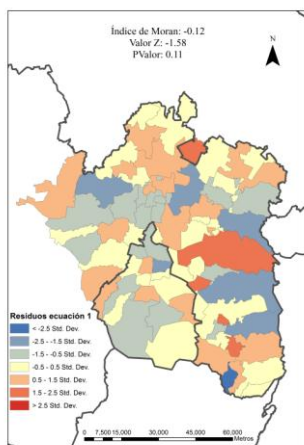 Índice de Moran: -0.12
Valor Z: -1.58
PValor: 0.11
N
Residuos ecuación 1
< -2.5 Std. Dev.
-2.5 - -1.5 Std. Dev.
-1.5 - -0.5 Std. Dev.
-0.5 - 0.5 Std. Dev.
0.5 - 1.5 Std. Dev.
1.5 - 2.5 Std. Dev.
> 2.5 Std. Dev.
0 7,500 15,000 30,000 45,000 60,000
Metros